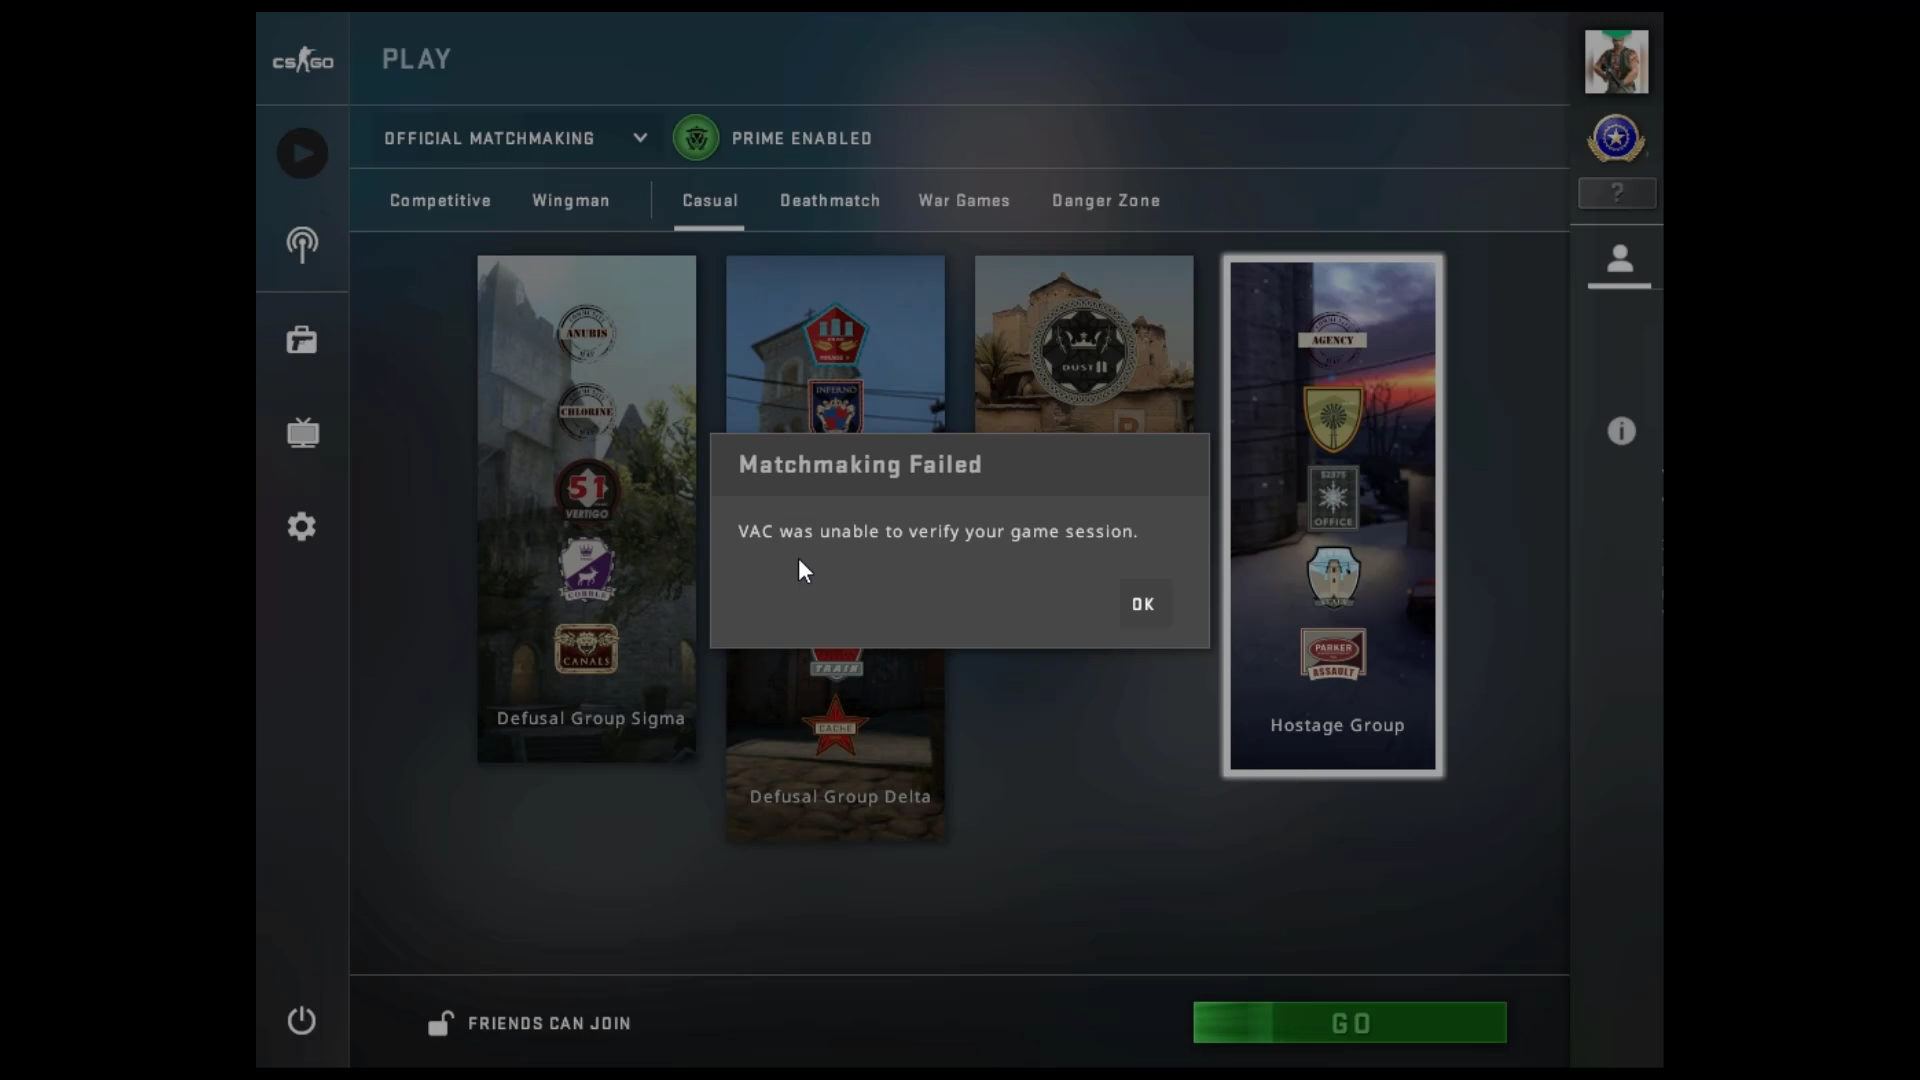 CS GO
PLAY
OFFICIAL MATCHMAKING
PRIME ENABLED
Competitive
Wingman
Casual
Deathmatch
War Games
Danger Zone
?
ANUBIS
CHLORINE
51
VERTIGO
COBBLE
CANALS
Defusal Group Sigma
INFERNO
TRAIN
CACHE
Defusal Group Delta
DUST II
AGENCY
OFFICE
PARKER
ASSAULT
Hostage Group
Matchmaking Failed
VAC was unable to verify your game session.
OK
FRIENDS CAN JOIN
GO